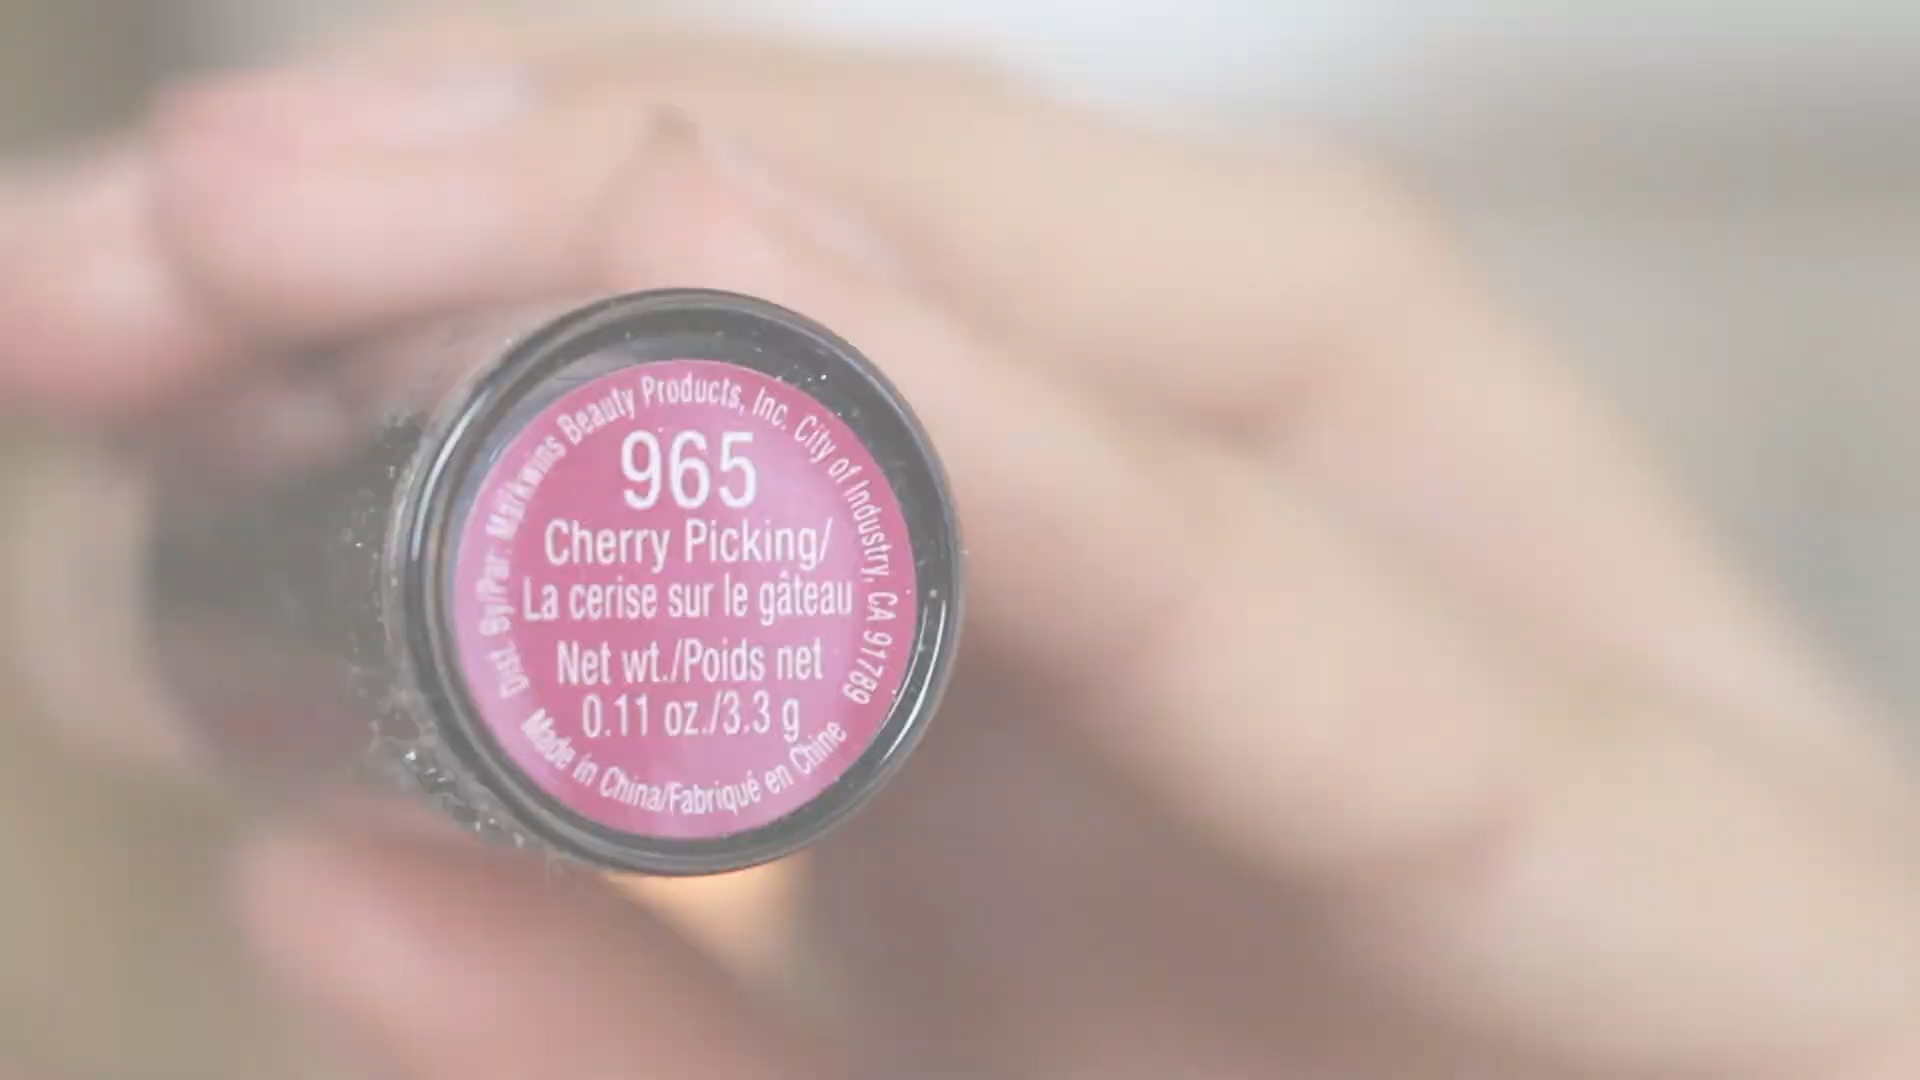 Dist. By/Par: Markwins Beauty Products, Inc. City of Industry, CA 91789
965
Cherry Picking/
La cerise sur le gâteau
Net wt./Poids net
0.11 oz./3.3 g
Made in China/Fabriqué en Chine